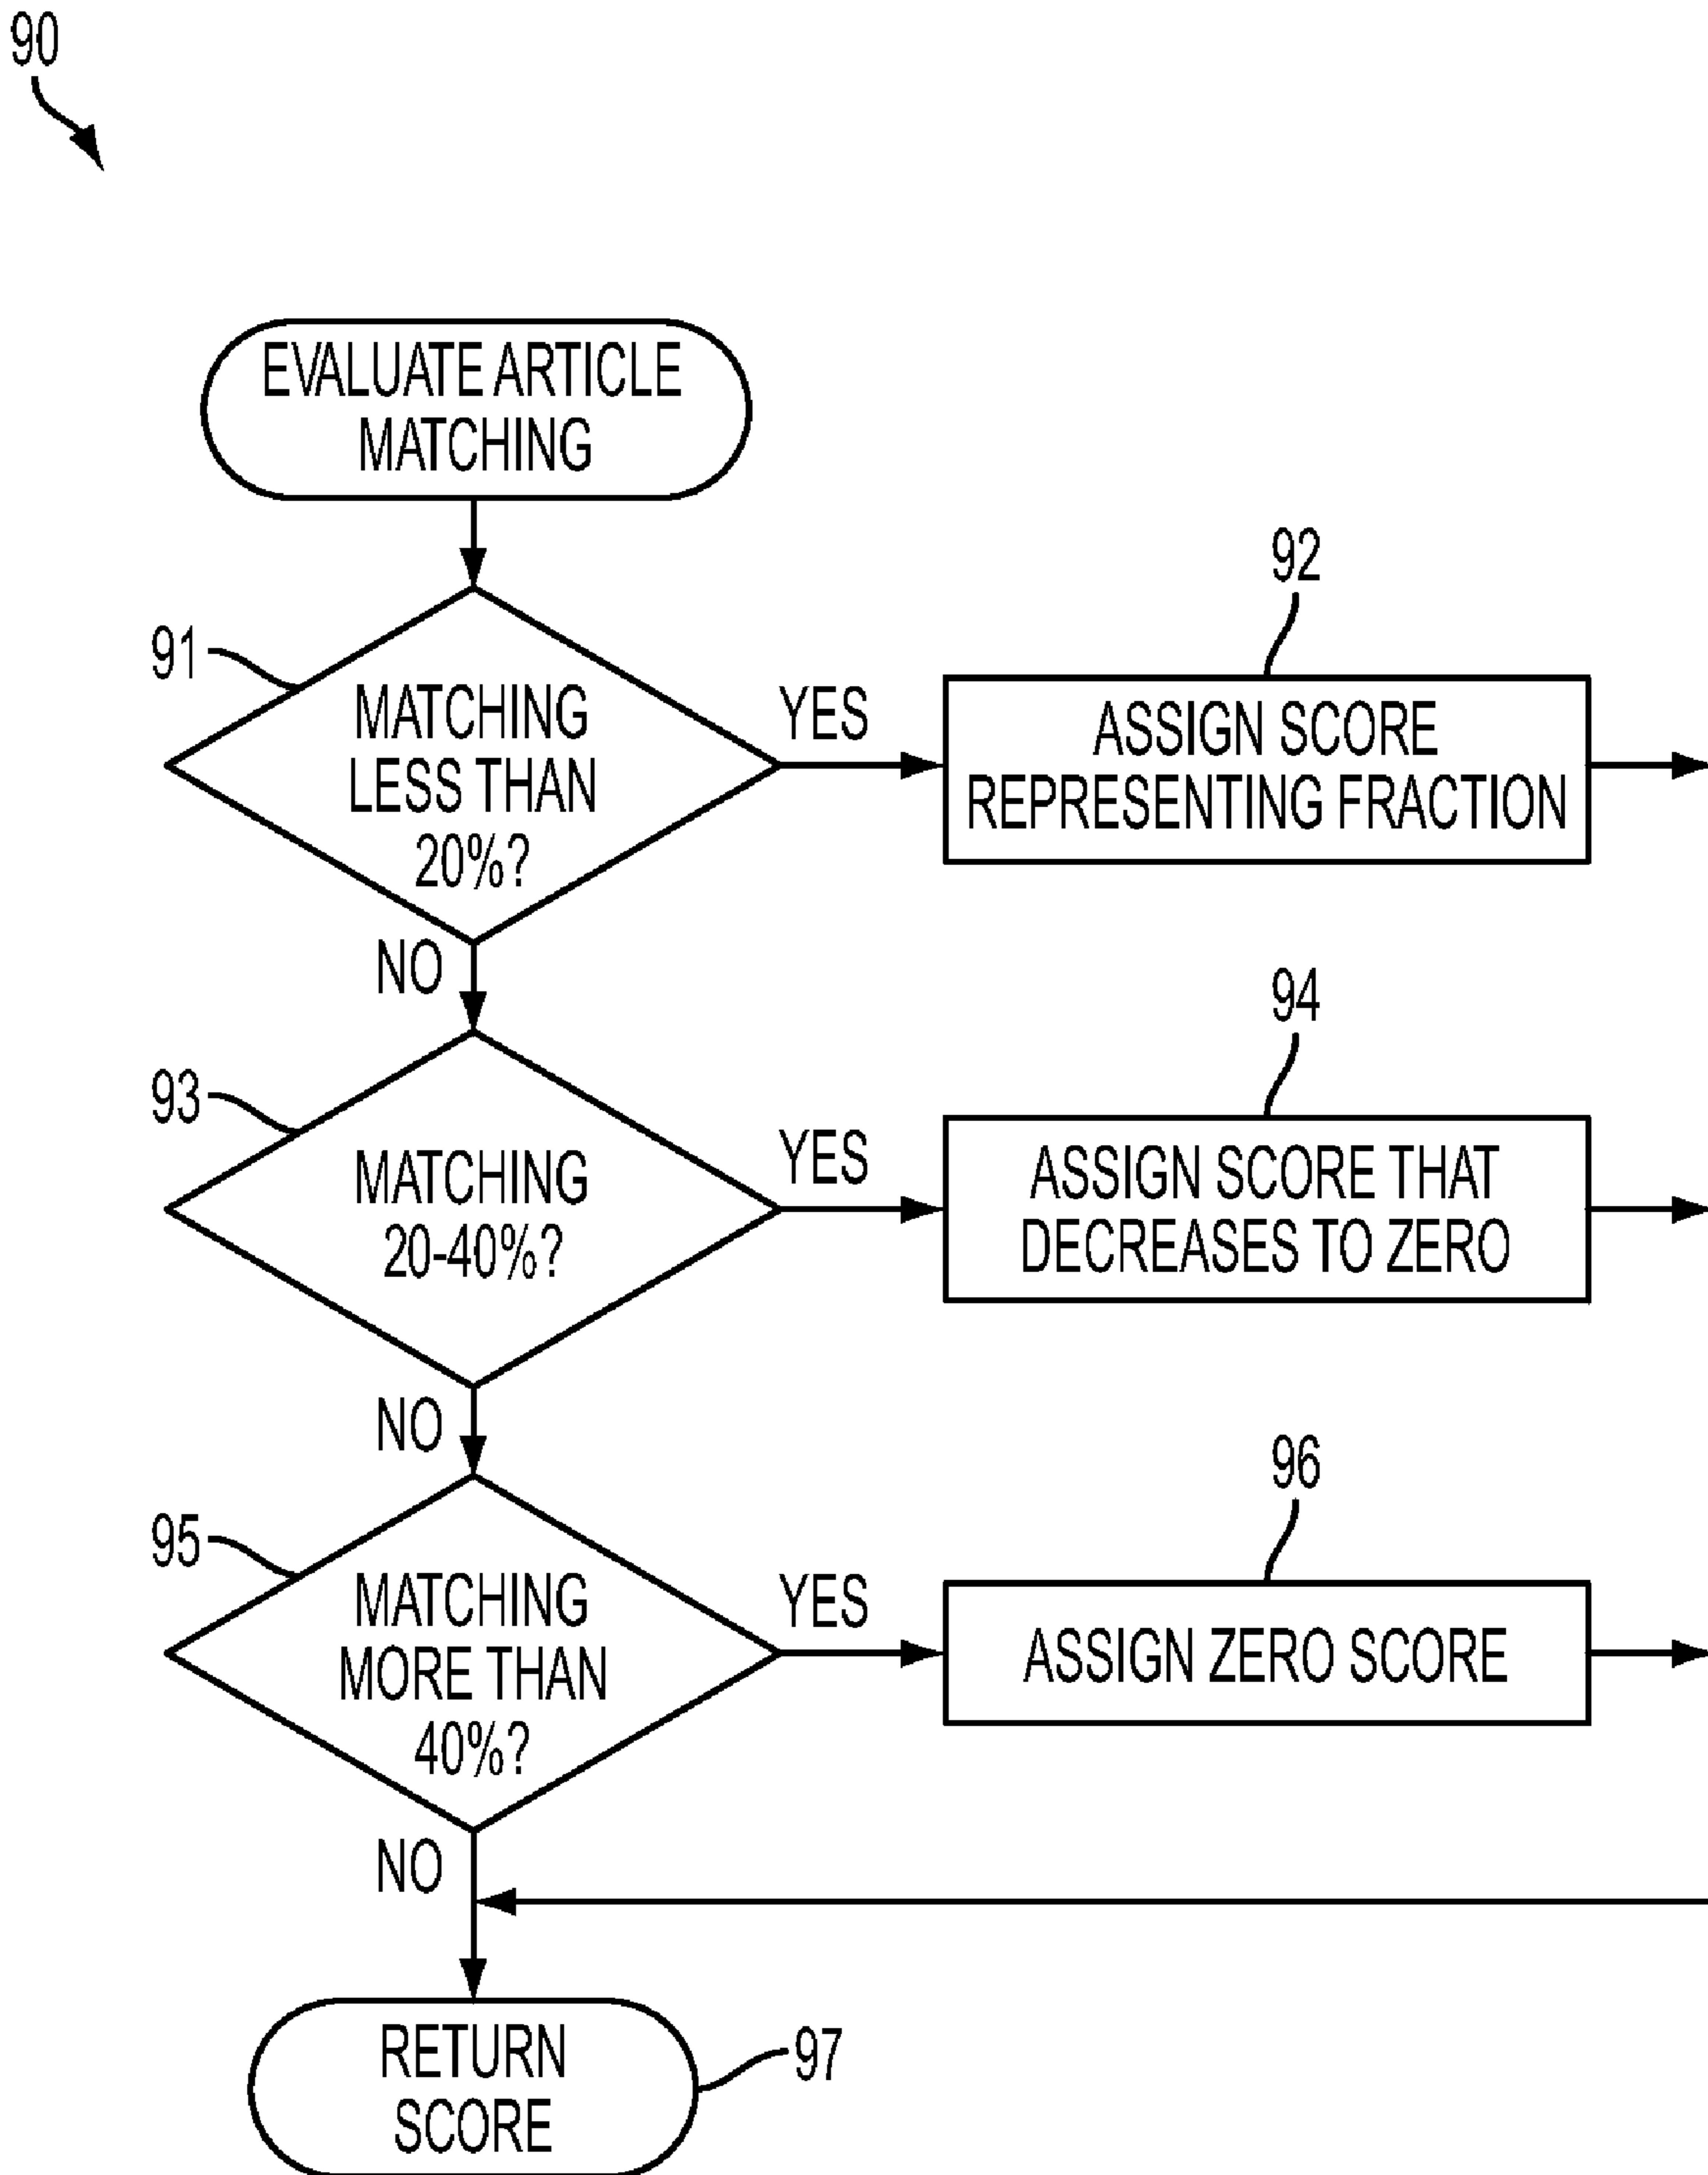 90
EVALUATE ARTICLE
MATCHING
92
91
MATCHING
LESS THAN
20%?
YES
ASSIGN SCORE
REPRESENTING FRACTION
NO
94
93
MATCHING
20-40%?
YES
ASSIGN SCORE THAT
DECREASES TO ZERO
NO
96
95
MATCHING
MORE THAN
40%?
YES
ASSIGN ZERO SCORE
NO
RETURN
SCORE
97